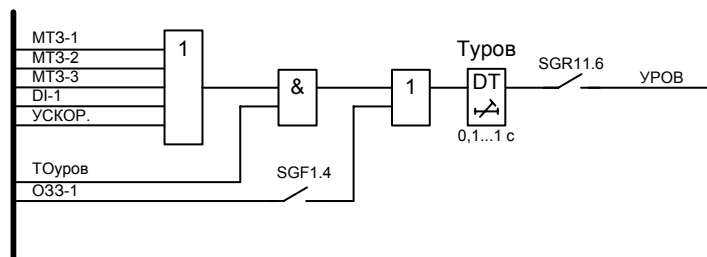 МТЗ-1
МТЗ-2
МТЗ-3
DI-1
УСКОР.
1
&
1
Туров
DT
0,1...1 с
SGR11.6
УРОВ
ТОуров
ОЗЗ-1
SGF1.4